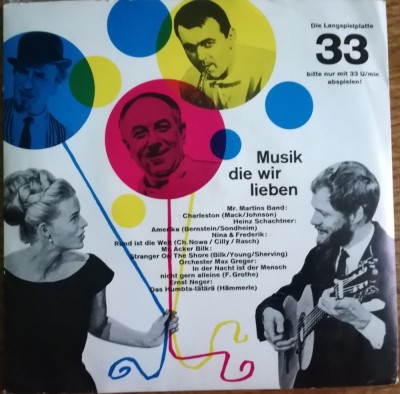 Die Langspielplatte
33
bitte nur mit 33 U/min
abspielen!
Musik
die wir
lieben
Mr. Martins Band:
Charleston (Mack/Johnson)
Heinz Schachtner:
Amerika (Bernstein/Sondheim)
Nina & Frederik:
Rund ist die Welt (Ch. Nowa / Cilly / Rasch)
Mr. Acker Bilk:
Stranger On The Shore (Bilk/Young/Sherving)
Orchester Max Greger:
In der Nacht ist der Mensch
nicht gern alleine (F. Grothe)
Ernst Neger:
Das Humbta-tätärä (Hämmerle)